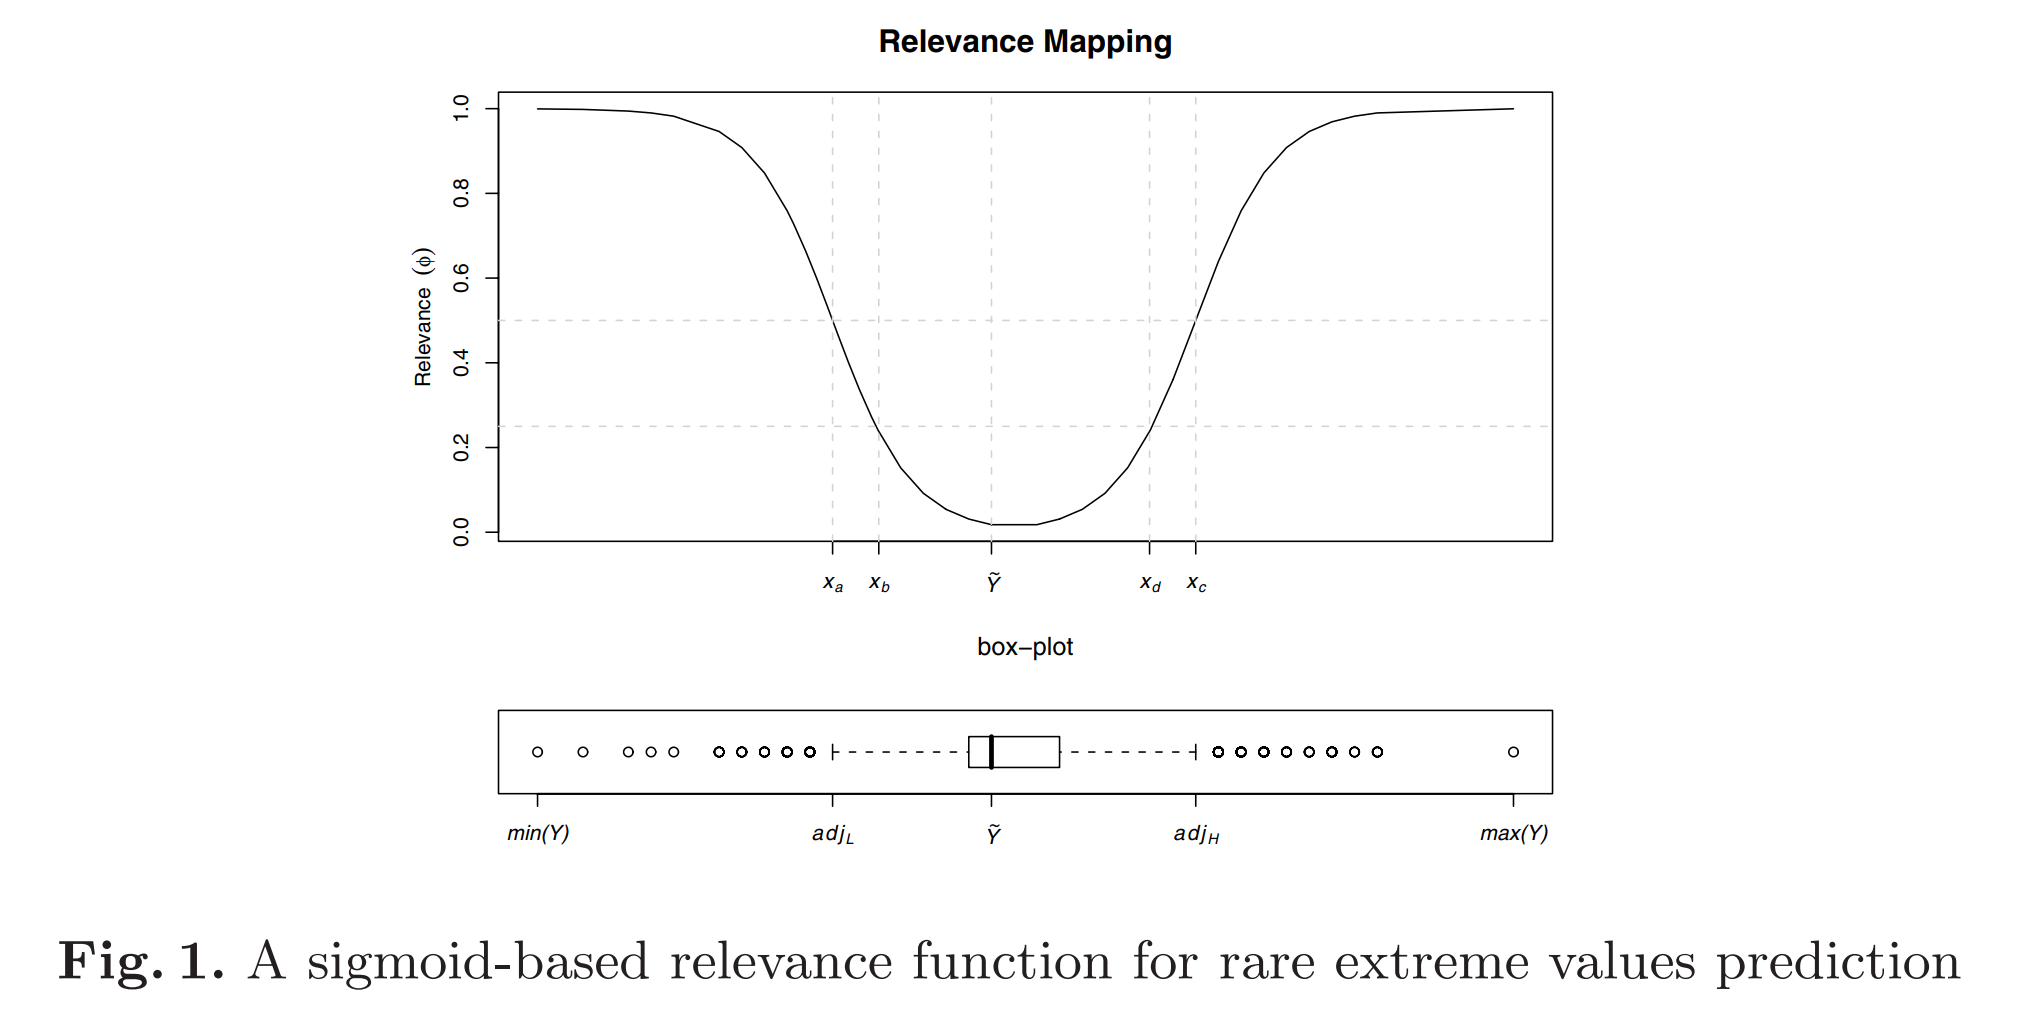 Relevance Mapping
Relevance (ϕ)
1.0
0.8
0.6
0.4
0.2
0.0
xₐ x_b Ỹ x_d x_c
box−plot
min(Y) adj_L Ỹ adj_H max(Y)
Fig. 1. A sigmoid-based relevance function for rare extreme values prediction